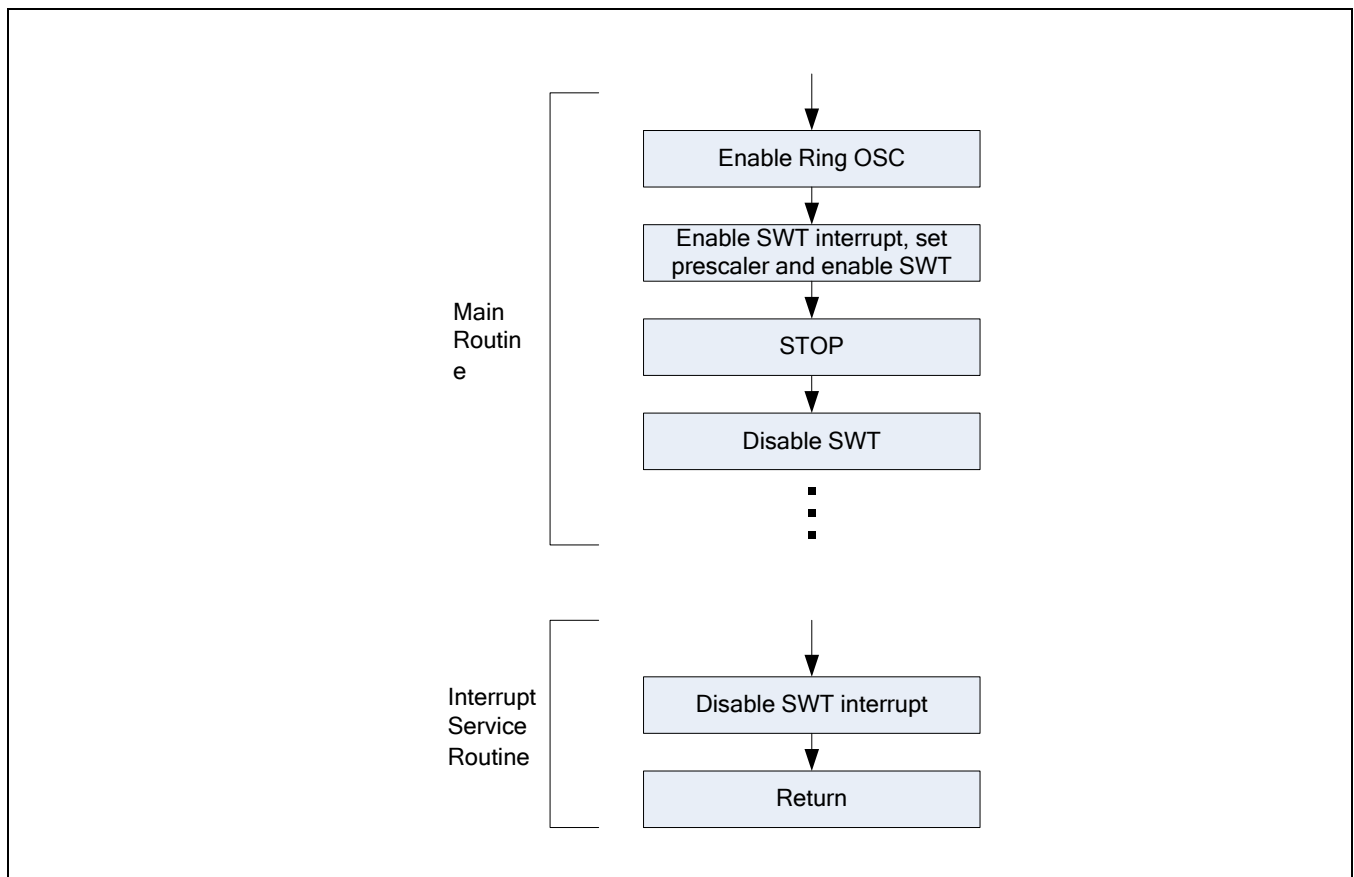 Enable Ring OSC
Enable SWT interrupt, set
prescaler and enable SWT
Main
Routin
e
STOP
Disable SWT
Interrupt
Service
Routine
Disable SWT interrupt
Return